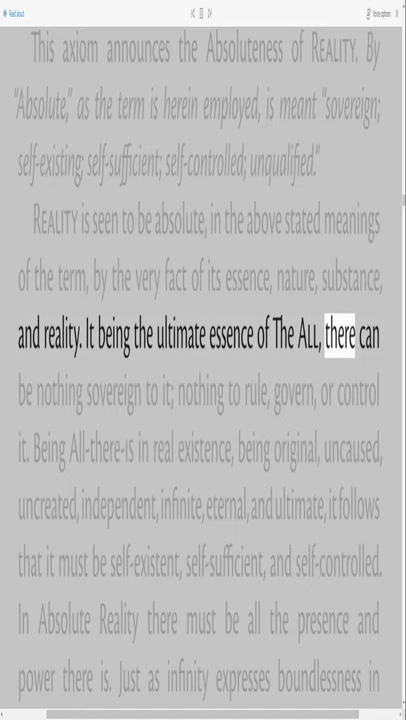 Read aloud
Voice options
This axiom announces the Absoluteness of REALITY. By
“Absolute,” as the term is herein employed, is meant “sovereign;
self-existing; self-sufficient; self-controlled; unqualified.”
REALITY is seen to be absolute, in the above stated meanings
of the term, by the very fact of its essence, nature, substance,
and reality. It being the ultimate essence of The ALL, there can
be nothing sovereign to it; nothing to rule, govern, or control
it. Being All-there-IS in real existence, being original, uncaused,
uncreated, independent, infinite, eternal, and ultimate, it follows
that it must be self-existent, self-sufficient, and self-controlled.
In Absolute Reality there must be all the presence and
power there is. Just as infinity expresses boundlessness in